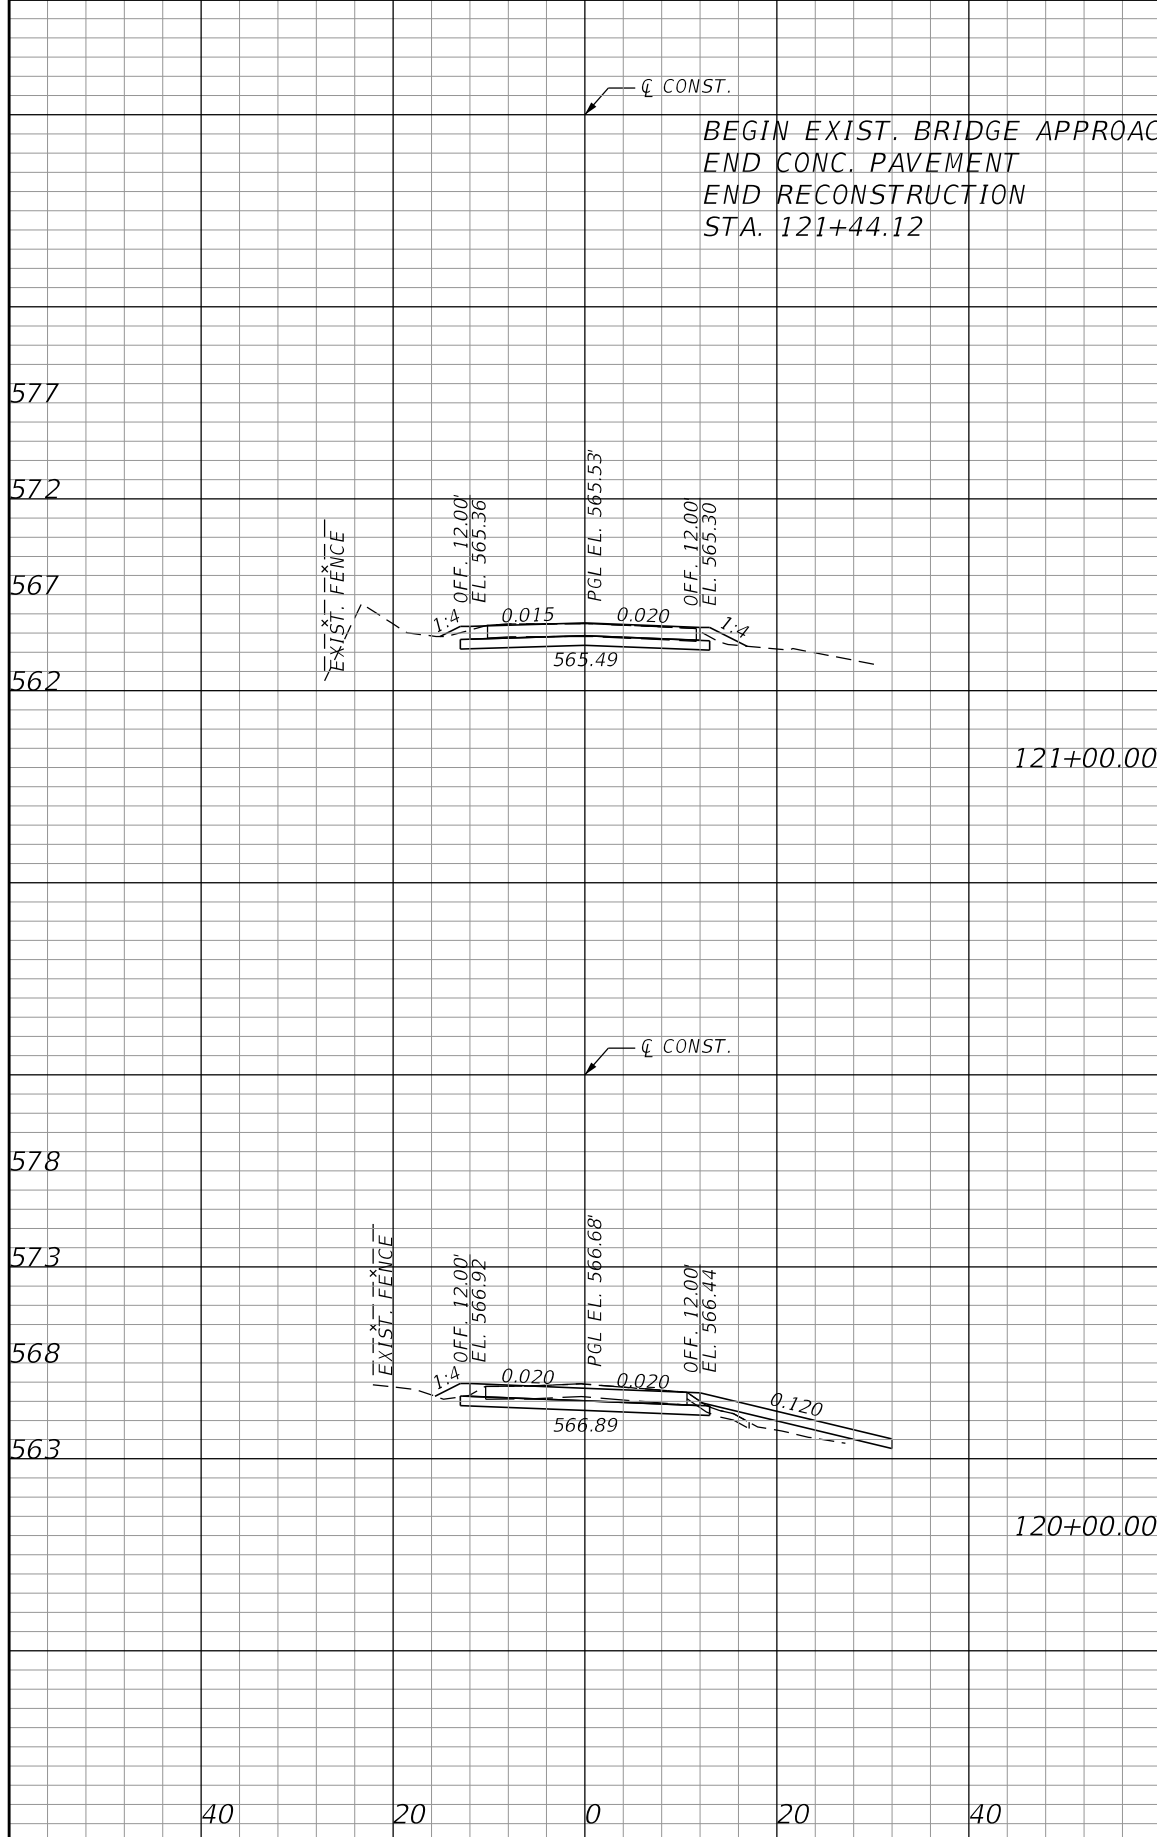 ℄ CONST.
BEGIN EXIST. BRIDGE APPROAC
END CONC. PAVEMENT
END RECONSTRUCTION
STA. 121+44.12
577
572
567
562
EXIST. FENCE
1:4
OFF. 12.00'
EL. 565.36
0.015
PGL EL. 565.53'
0.020
OFF. 12.00'
EL. 565.30
1:4
565.49
121+00.00
℄ CONST.
578
573
568
563
EXIST. FENCE
1:4
OFF. 12.00'
EL. 566.92
0.020
PGL EL. 566.68'
0.020
OFF. 12.00'
EL. 566.44
0.120
566.89
120+00.00
40 20 0 20 40